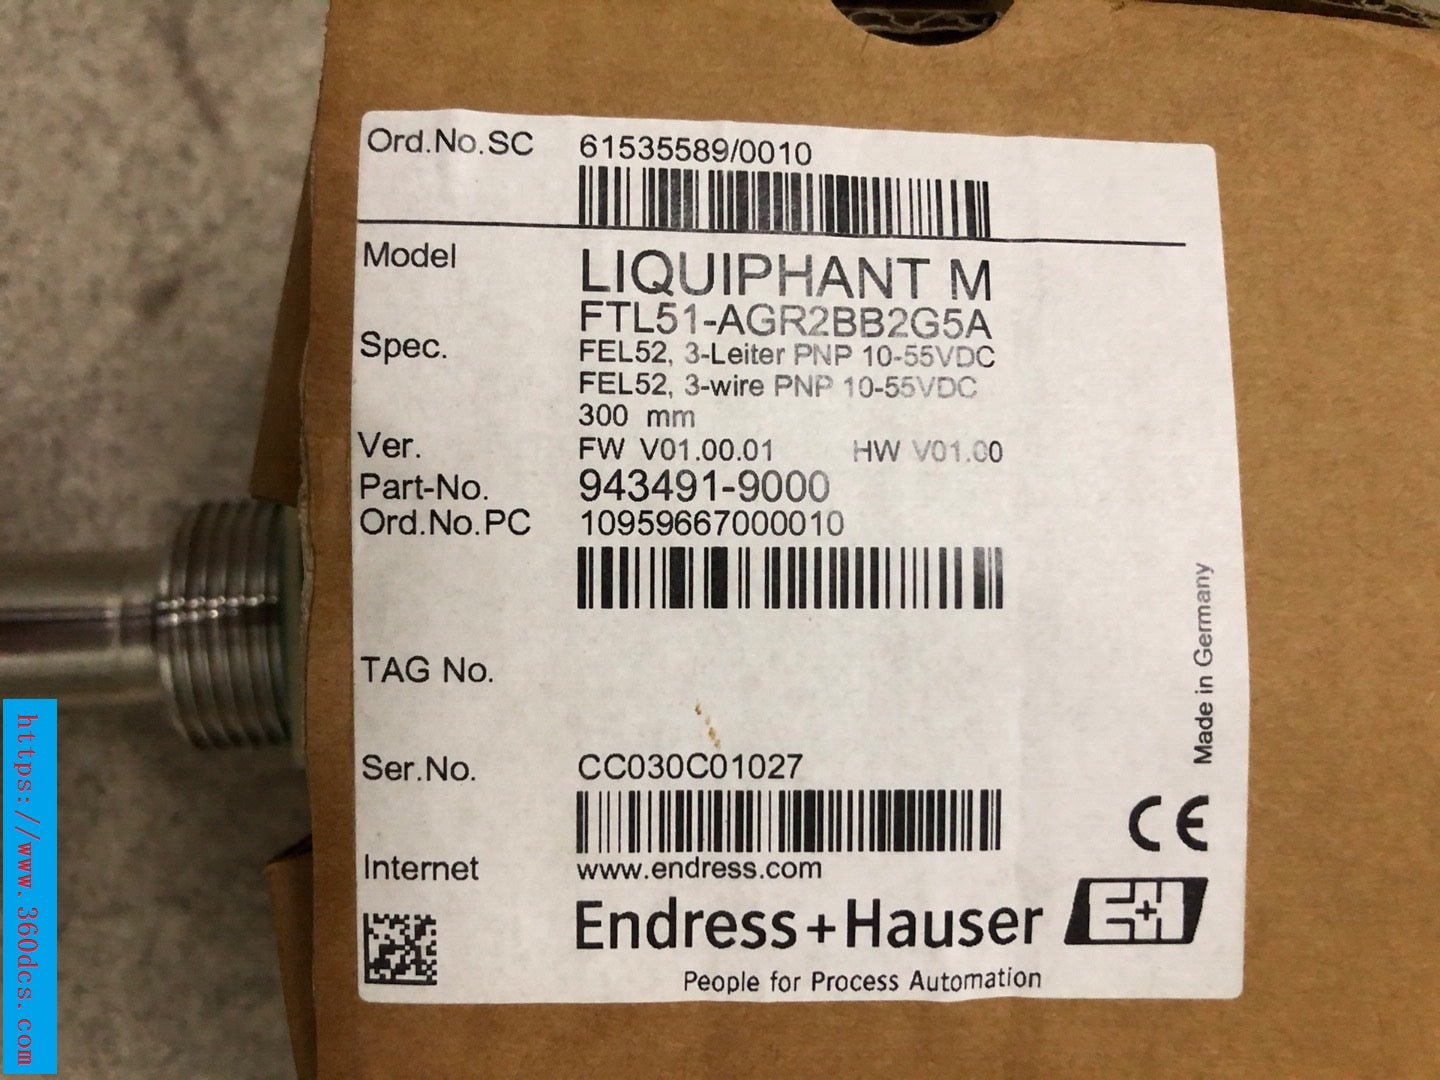 Ord.No.SC 61535589/0010
Model LIQUIPHANT M
FTL51-AGR2BB2G5A
Spec. FEL52, 3-Leiter PNP 10-55VDC
FEL52, 3-wire PNP 10-55VDC
300 mm
Ver. FW V01.00.01 HW V01.00
Part-No. 943491-9000
Ord.No.PC 10959667000010
TAG No.
Ser.No. CC030C01027
Internet www.endress.com
Endress+Hauser E+H
People for Process Automation
Made in Germany
CE
https://www.360dcs.com